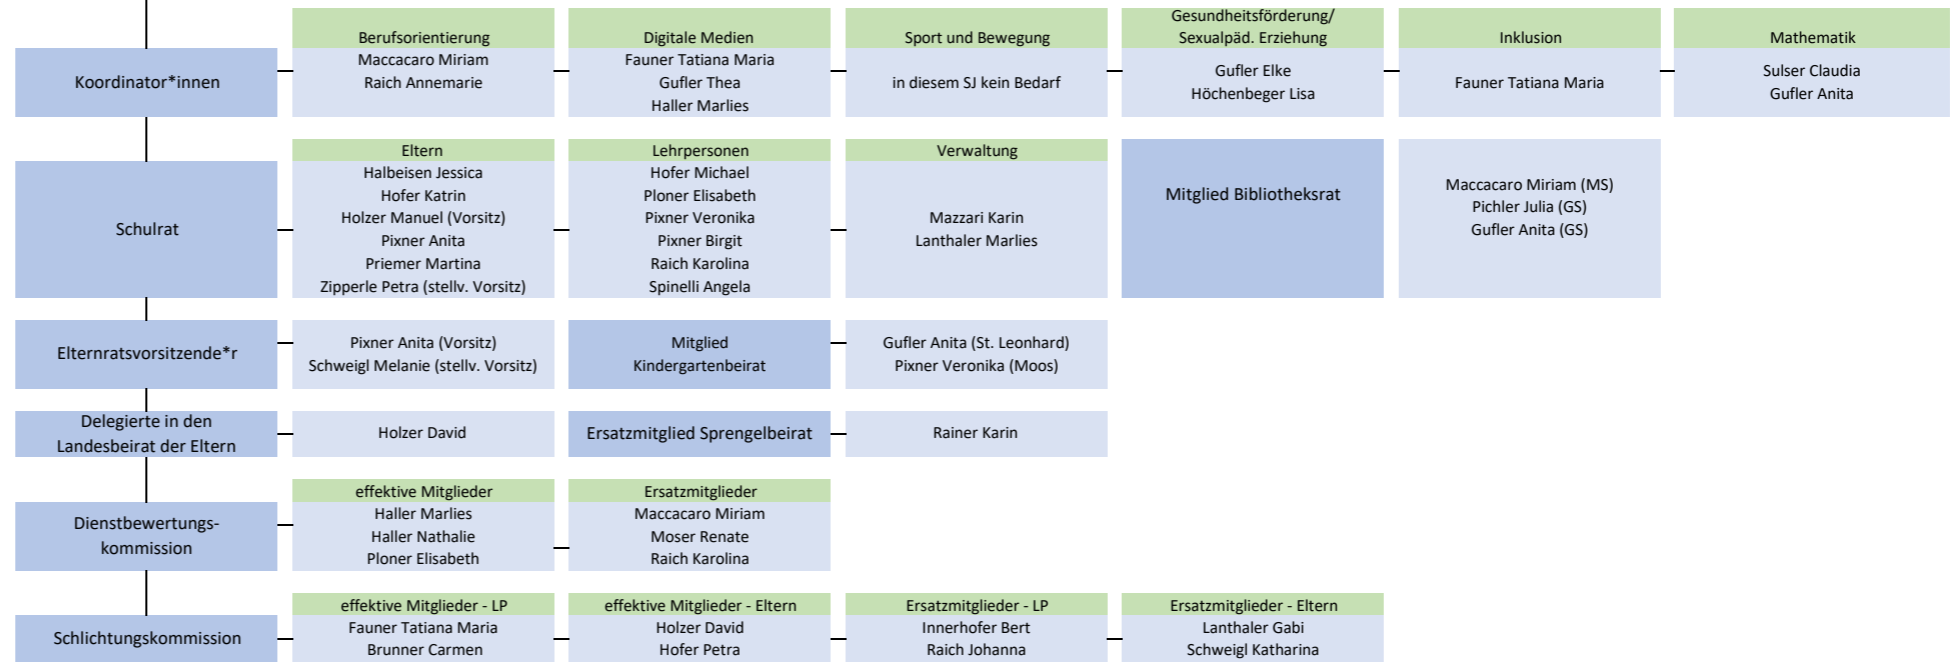 Koordinator*innen
Berufsorientierung
Maccacaro Miriam
Raich Annemarie
Digitale Medien
Fauner Tatiana Maria
Gufler Thea
Haller Marlies
Sport und Bewegung
in diesem SJ kein Bedarf
Gesundheitsförderung/
Sexualpäd. Erziehung
Gufler Elke
Höchenbeger Lisa
Inklusion
Fauner Tatiana Maria
Mathematik
Sulser Claudia
Gufler Anita
Schulrat
Eltern
Halbeisen Jessica
Hofer Katrin
Holzer Manuel (Vorsitz)
Pixner Anita
Priemer Martina
Zipperle Petra (stellv. Vorsitz)
Lehrpersonen
Hofer Michael
Ploner Elisabeth
Pixner Veronika
Pixner Birgit
Raich Karolina
Spinelli Angela
Verwaltung
Mazzari Karin
Lanthaler Marlies
Mitglied Bibliotheksrat
Maccacaro Miriam (MS)
Pichler Julia (GS)
Gufler Anita (GS)
Elternratsvorsitzende*r
Pixner Anita (Vorsitz)
Schweigl Melanie (stellv. Vorsitz)
Mitglied
Kindergartenbeirat
Gufler Anita (St. Leonhard)
Pixner Veronika (Moos)
Delegierte in den
Landesbeirat der Eltern
Holzer David
Ersatzmitglied Sprengelbeirat
Rainer Karin
Dienstbewertungs-
kommission
effektive Mitglieder
Haller Marlies
Haller Nathalie
Ploner Elisabeth
Ersatzmitglieder
Maccacaro Miriam
Moser Renate
Raich Karolina
Schlichtungskommission
effektive Mitglieder - LP
Fauner Tatiana Maria
Brunner Carmen
effektive Mitglieder - Eltern
Holzer David
Hofer Petra
Ersatzmitglieder - LP
Innerhofer Bert
Raich Johanna
Ersatzmitglieder - Eltern
Lanthaler Gabi
Schweigl Katharina